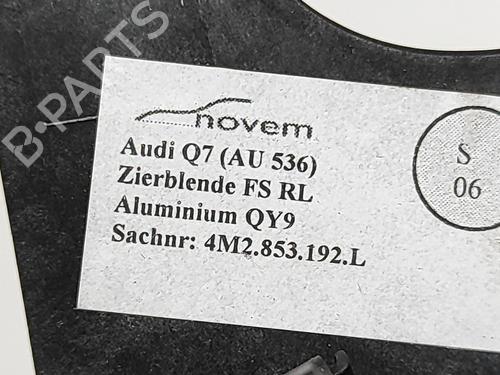 B-PARTS
novem
Audi Q7 (AU 536)
Zierblende FS RL
Aluminium QY9
Sachnr: 4M2.853.192.L
S
06